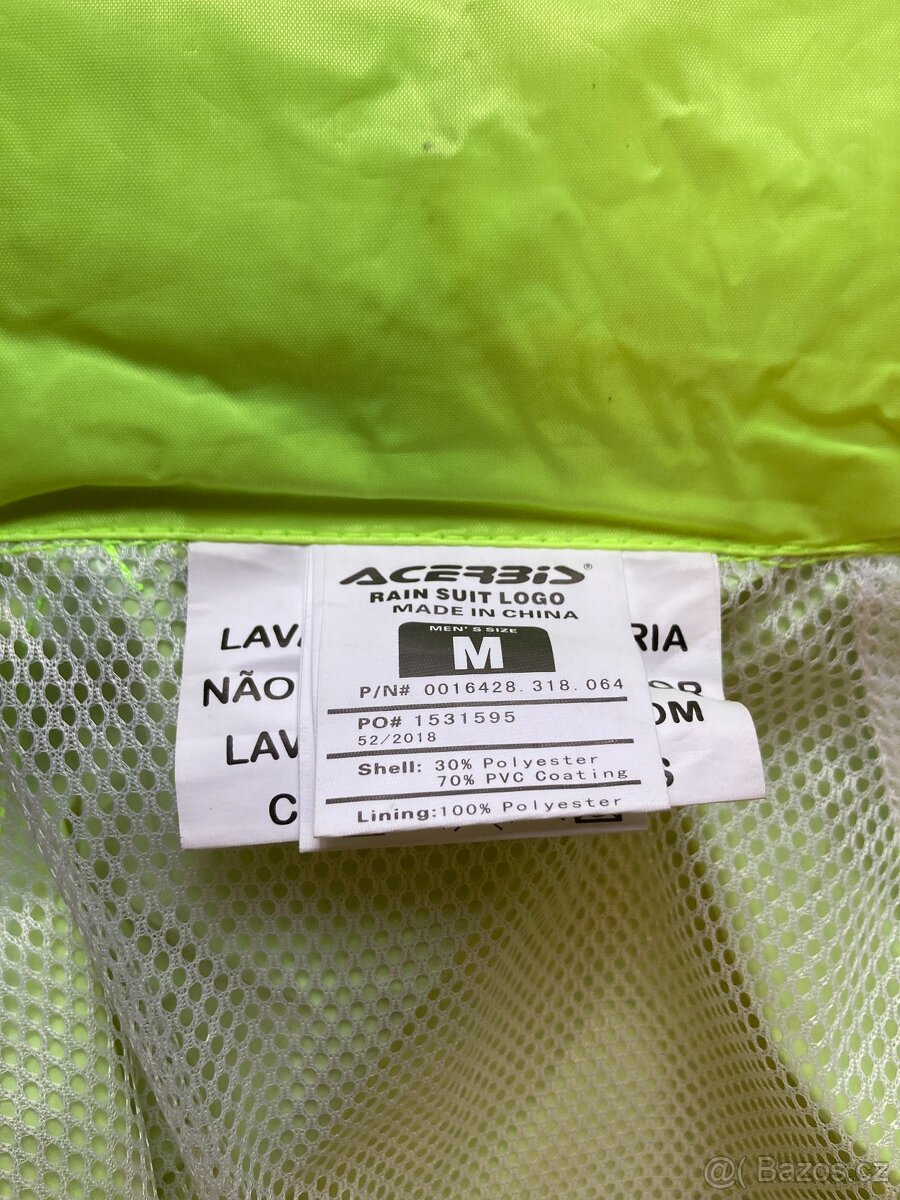 ACERBIS®
RAIN SUIT LOGO
MADE IN CHINA
MEN'S SIZE
M
P/N# 0016428.318.064
PO# 1531595
52/2018
Shell: 30% Polyester
70% PVC Coating
Lining:100% Polyester
LAV
RIA
NÃO
OM
LAV
S
C
@( Bazos.cz